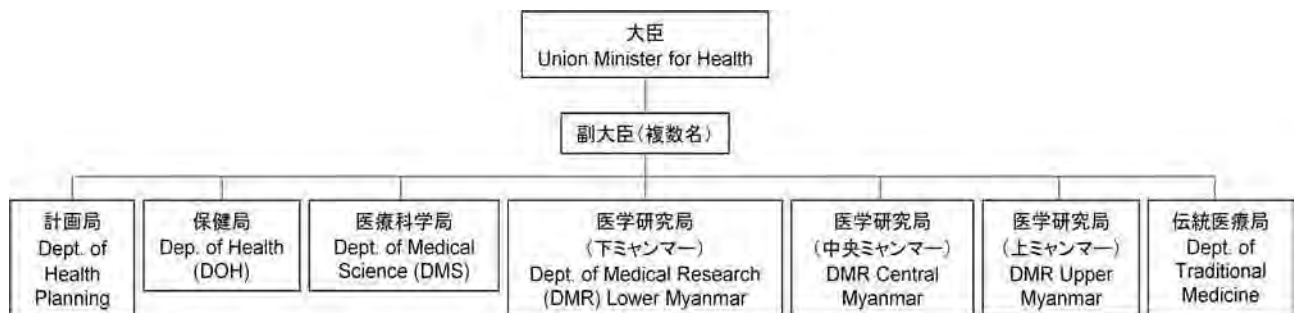 大臣
Union Minister for Health
副大臣（複数名）
計画局
Dept. of
Health
Planning
保健局
Dep. of Health
(DOH)
医療科学局
Dept. of Medical
Science (DMS)
医学研究局
（下ミャンマー）
Dept. of Medical Research
(DMR) Lower Myanmar
医学研究局
（中央ミャンマー）
DMR Central
Myanmar
医学研究局
（上ミャンマー）
DMR Upper
Myanmar
伝統医療局
Dept. of
Traditional
Medicine